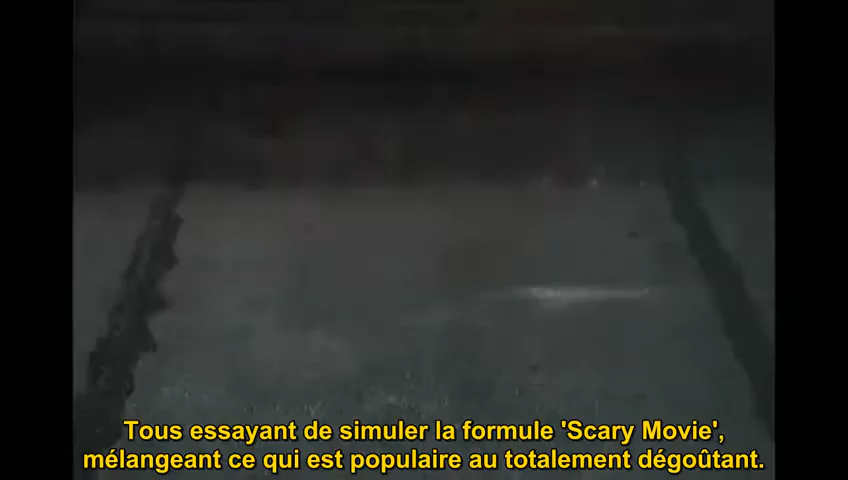 Tous essayant de simuler la formule 'Scary Movie',
mélangeant ce qui est populaire au totalement dégoûtant.